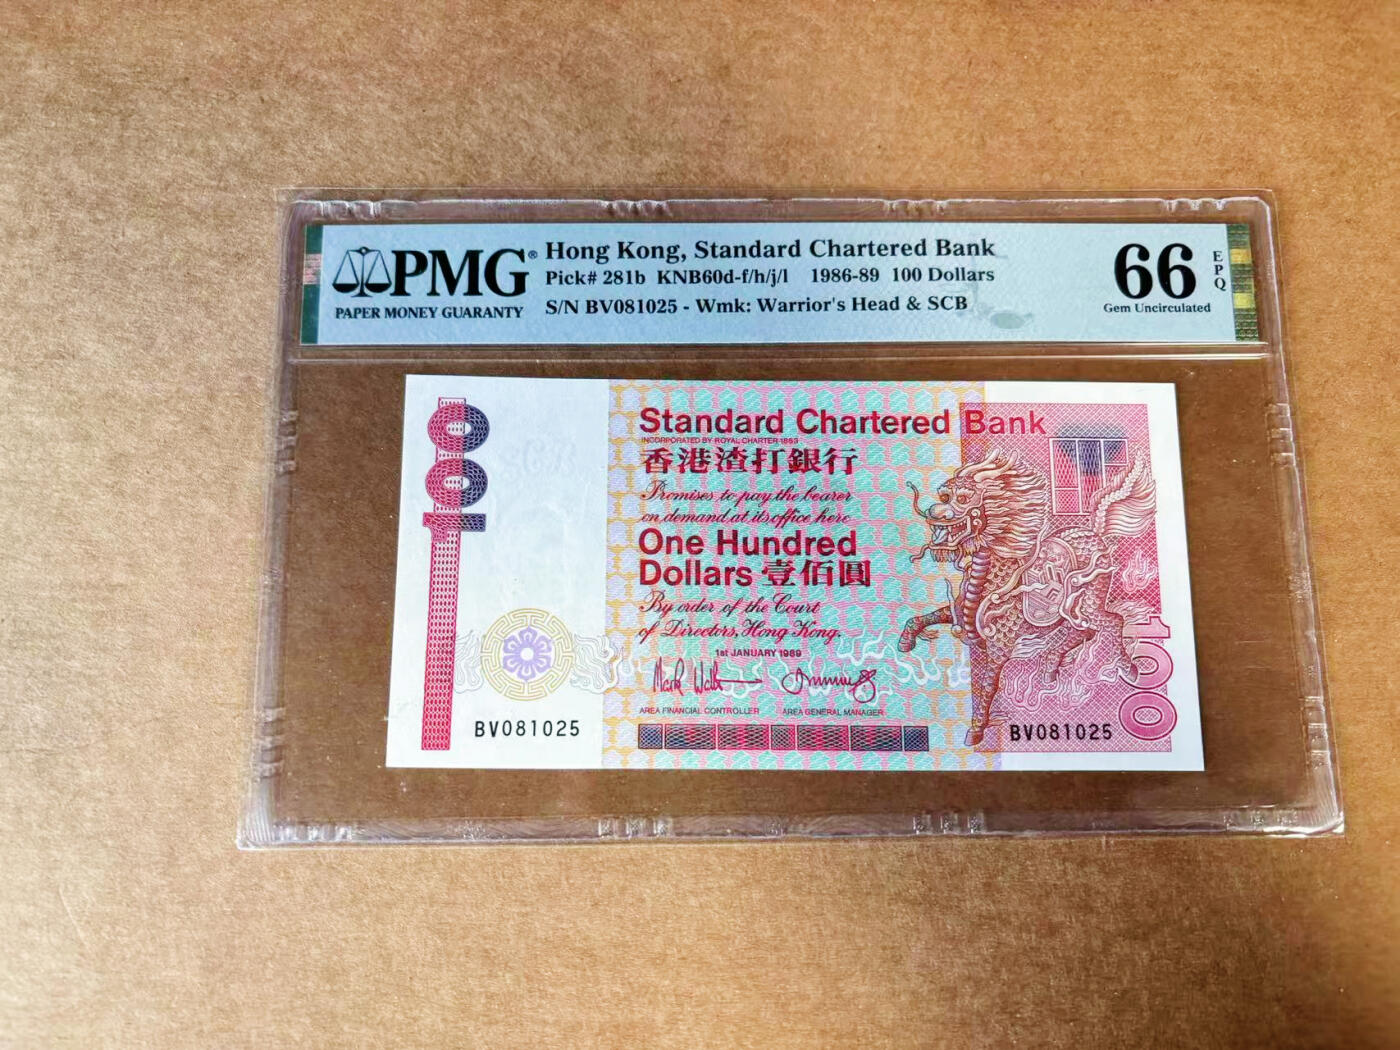 PMG®
PAPER MONEY GUARANTY
Hong Kong, Standard Chartered Bank
Pick# 281b KNB60d-f/h/j/l 1986-89 100 Dollars
S/N BV081025 - Wmk: Warrior's Head & SCB
66
EPQ
Gem Uncirculated
100
Standard Chartered Bank
INCORPORATED BY ROYAL CHARTER 1853
香港渣打銀行
Promises to pay the bearer
on demand at its office here
One Hundred
Dollars 壹佰圓
By order of the Court
of Directors, Hong Kong.
1st JANUARY 1989
AREA FINANCIAL CONTROLLER AREA GENERAL MANAGER
BV081025
BV081025
100